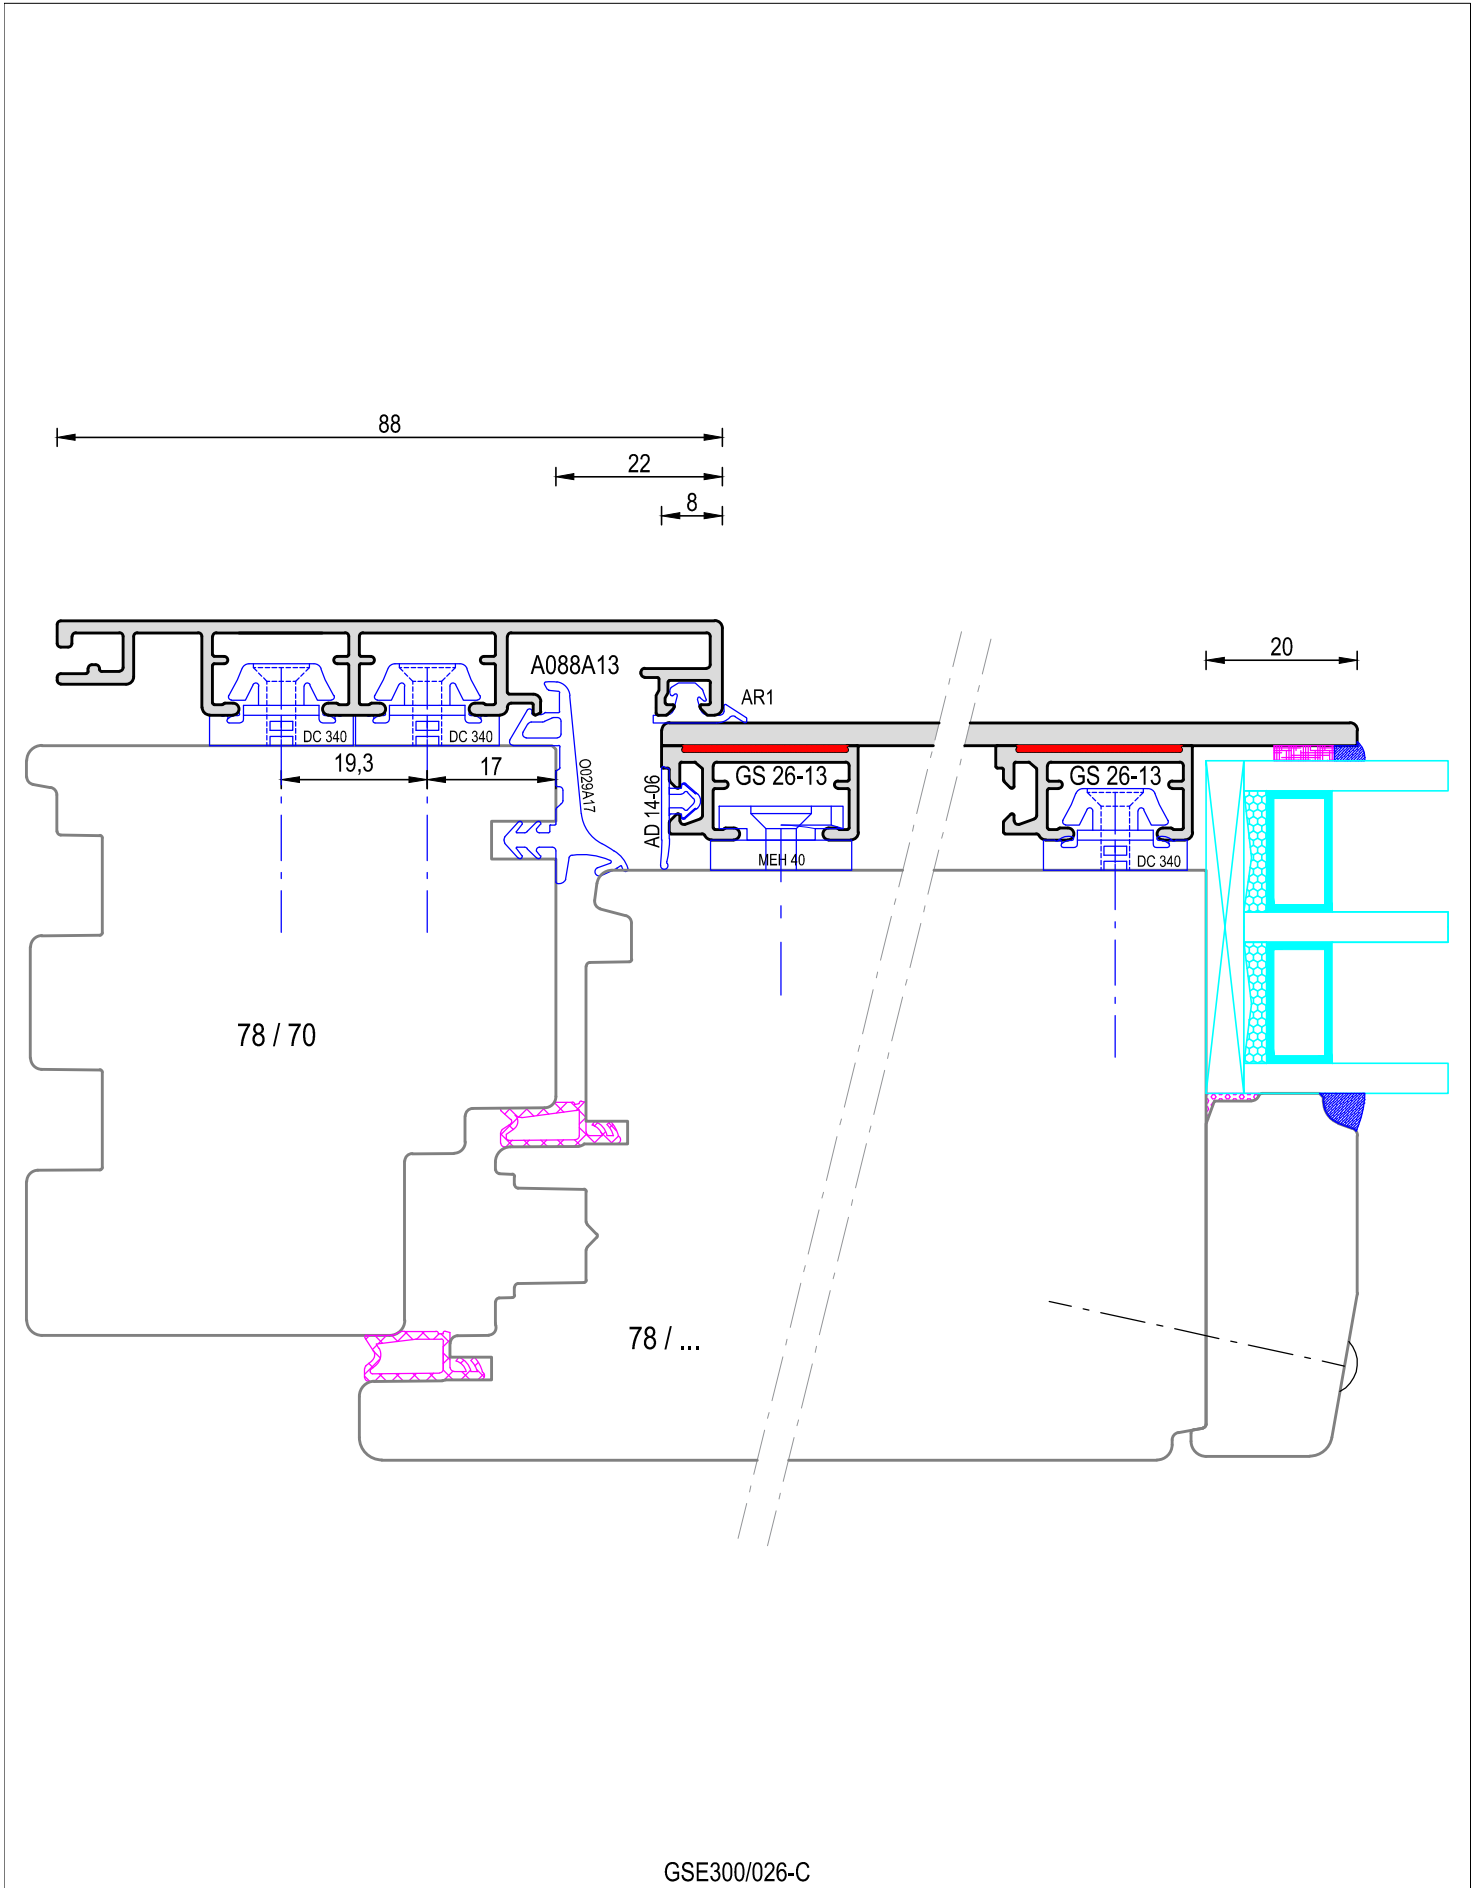 88
22
8
A088A13
20
AR1
DC 340
DC 340
19,3
17
O029A17
AD 14-06
GS 26-13
GS 26-13
MEH 40
DC 340
78 / 70
78 / ...
GSE300/026-C